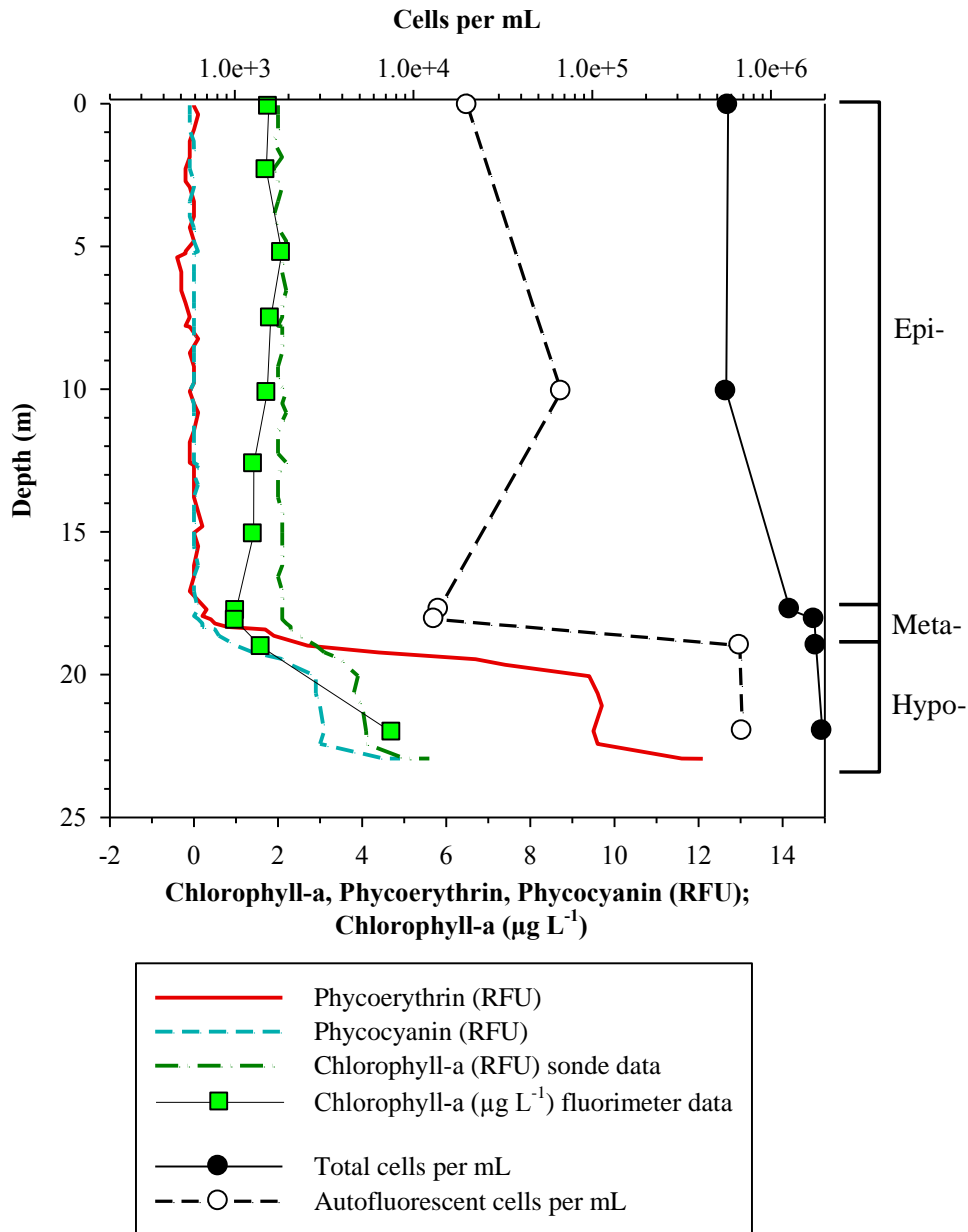 Cells per mL
1.0e+3 1.0e+4 1.0e+5 1.0e+6
0
5
10
15
20
25
Depth (m)
Epi-
Meta-
Hypo-
-2 0 2 4 6 8 10 12 14
Chlorophyll-a, Phycoerythrin, Phycocyanin (RFU);
Chlorophyll-a (µg L⁻¹)
Phycoerythrin (RFU)
Phycocyanin (RFU)
Chlorophyll-a (RFU) sonde data
Chlorophyll-a (µg L⁻¹) fluorimeter data
Total cells per mL
Autofluorescent cells per mL